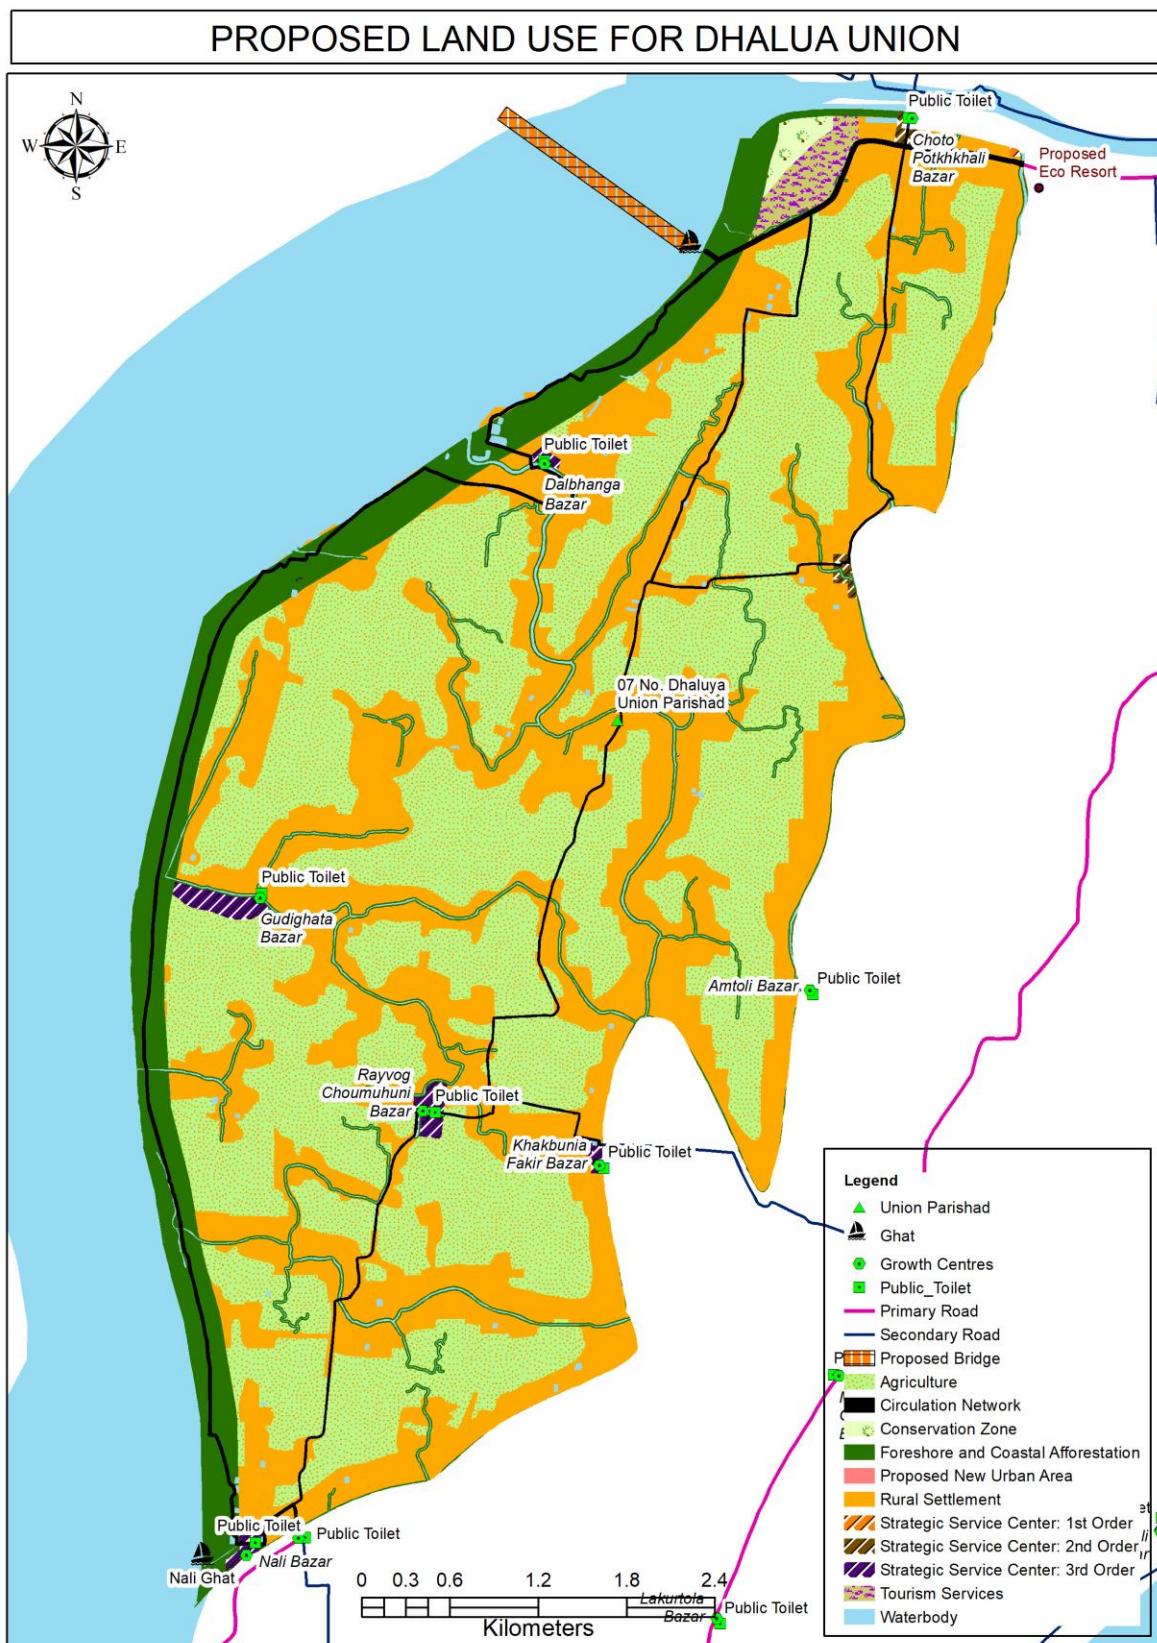 PROPOSED LAND USE FOR DHALUA UNION
N
W
E
S
Public Toilet
Choto
Potkhkhali
Bazar
Proposed
Eco Resort
Public Toilet
Dalbhanga
Bazar
07 No. Dhaluya
Union Parishad
Public Toilet
Gudighata
Bazar
Amtoli Bazar
Public Toilet
Rayvog
Choumuhuni
Bazar
Public Toilet
Khakbunia
Fakir Bazar
Public Toilet
Public Toilet
Public Toilet
Nali Bazar
Nali Ghat
0 0.3 0.6 1.2 1.8 2.4
Kilometers
Lakurtola
Bazar
Public Toilet
Legend
Union Parishad
Ghat
Growth Centres
Public_Toilet
Primary Road
Secondary Road
Proposed Bridge
Agriculture
Circulation Network
Conservation Zone
Foreshore and Coastal Afforestation
Proposed New Urban Area
Rural Settlement
Strategic Service Center: 1st Order
Strategic Service Center: 2nd Order
Strategic Service Center: 3rd Order
Tourism Services
Waterbody